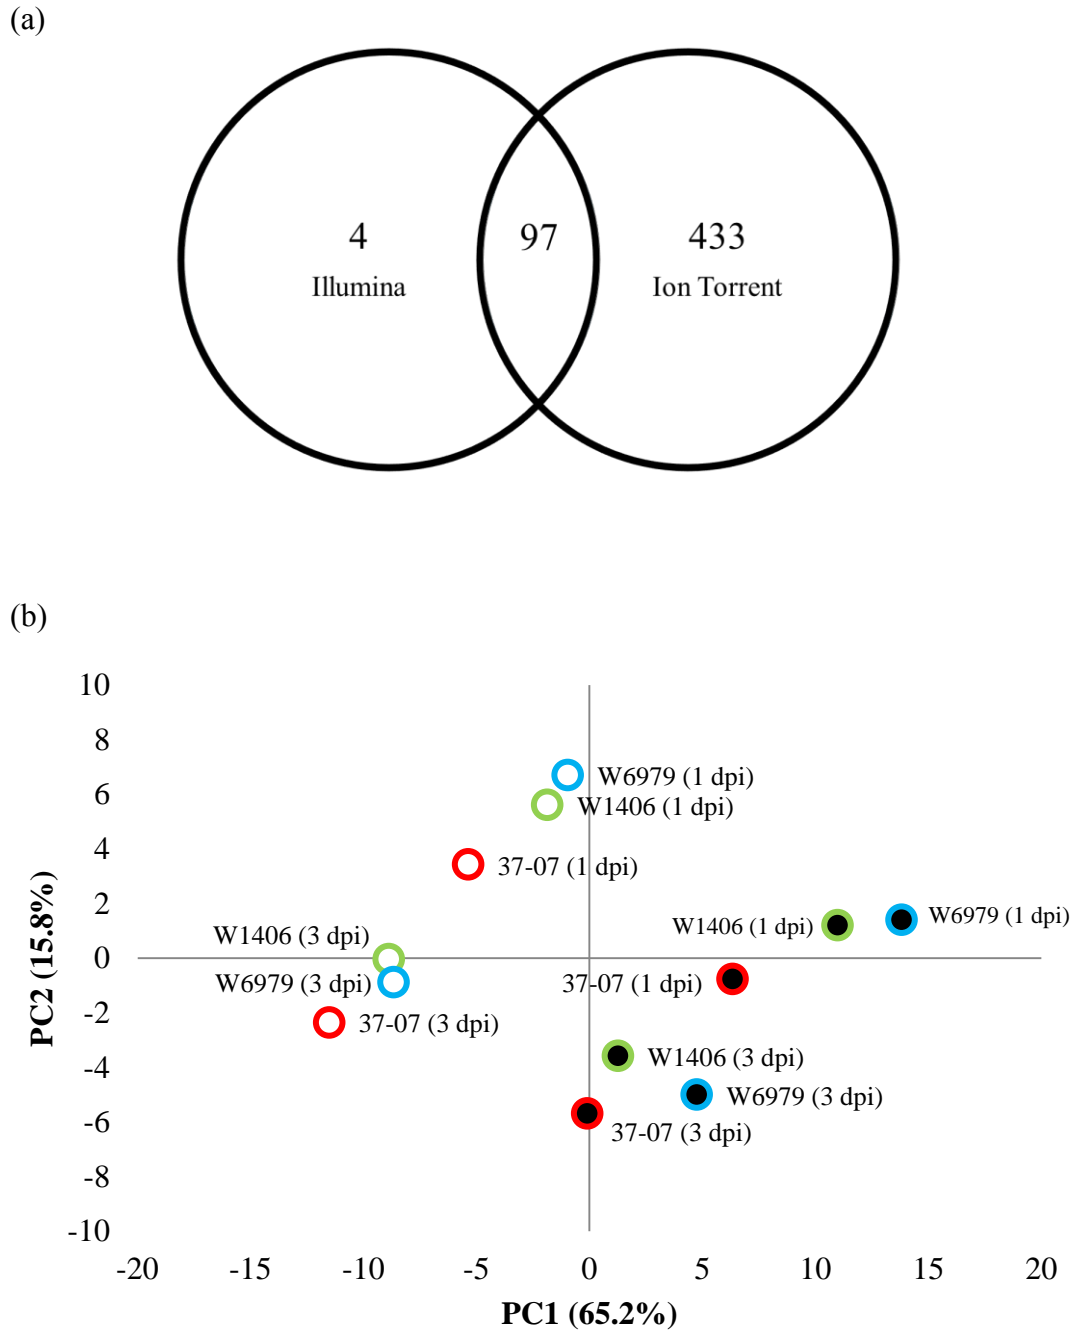 (a)
4
97
433
Illumina
Ion Torrent
(b)
10
8
6
4
2
0
-2
-4
-6
-8
-10
PC2 (15.8%)
W6979 (1 dpi)
W1406 (1 dpi)
37-07 (1 dpi)
W1406 (3 dpi)
W6979 (3 dpi)
37-07 (3 dpi)
W1406 (1 dpi)
W6979 (1 dpi)
37-07 (1 dpi)
W1406 (3 dpi)
W6979 (3 dpi)
37-07 (3 dpi)
-20
-15
-10
-5
0
5
10
15
20
PC1 (65.2%)